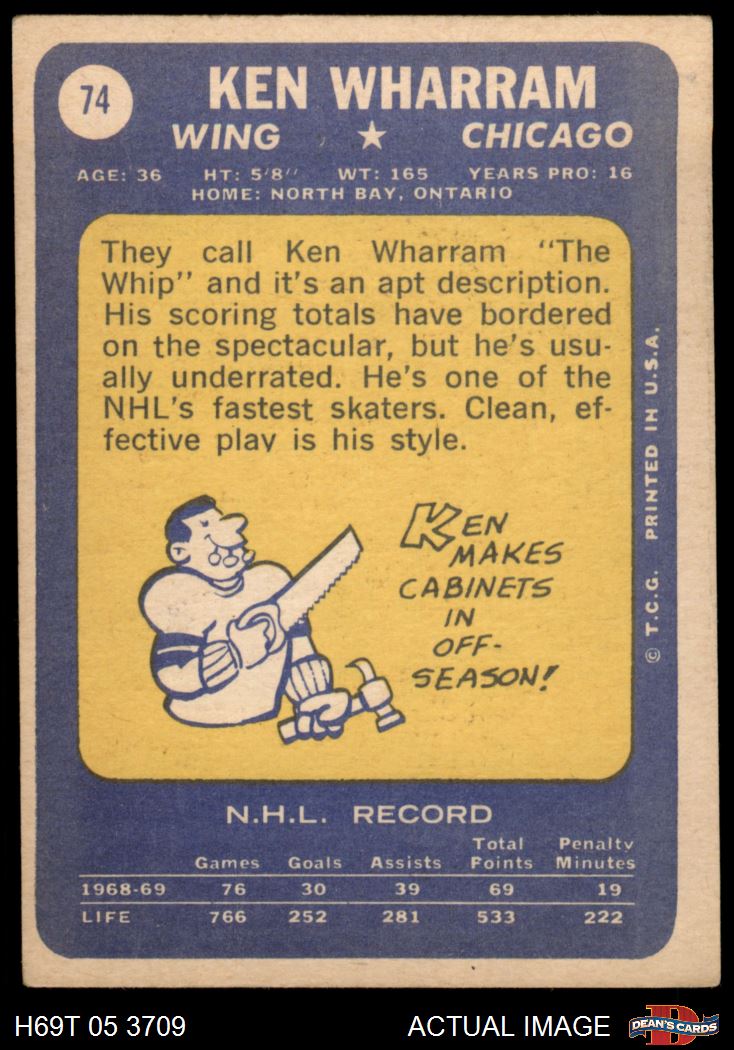 74
KEN WHARRAM
WING ★ CHICAGO
AGE: 36 HT: 5'8" WT: 165 YEARS PRO: 16
HOME: NORTH BAY, ONTARIO
They call Ken Wharram "The
Whip" and it's an apt description.
His scoring totals have bordered
on the spectacular, but he's usu-
ally underrated. He's one of the
NHL's fastest skaters. Clean, ef-
fective play is his style.
KEN
MAKES
CABINETS
IN
OFF-
SEASON!
© T.C.G. PRINTED IN U.S.A.
N.H.L. RECORD
Games Goals Assists Total Points Penalty Minutes
1968-69 76 30 39 69 19
LIFE 766 252 281 533 222
H69T 05 3709 ACTUAL IMAGE DEAN'S CARDS